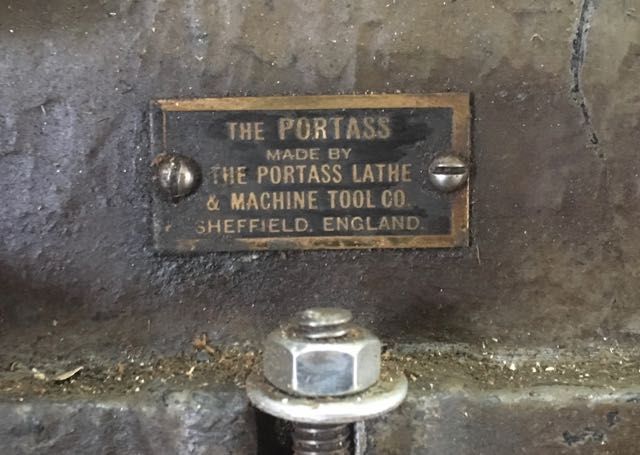 THE PORTASS
MADE BY
THE PORTASS LATHE
& MACHINE TOOL CO.
SHEFFIELD. ENGLAND